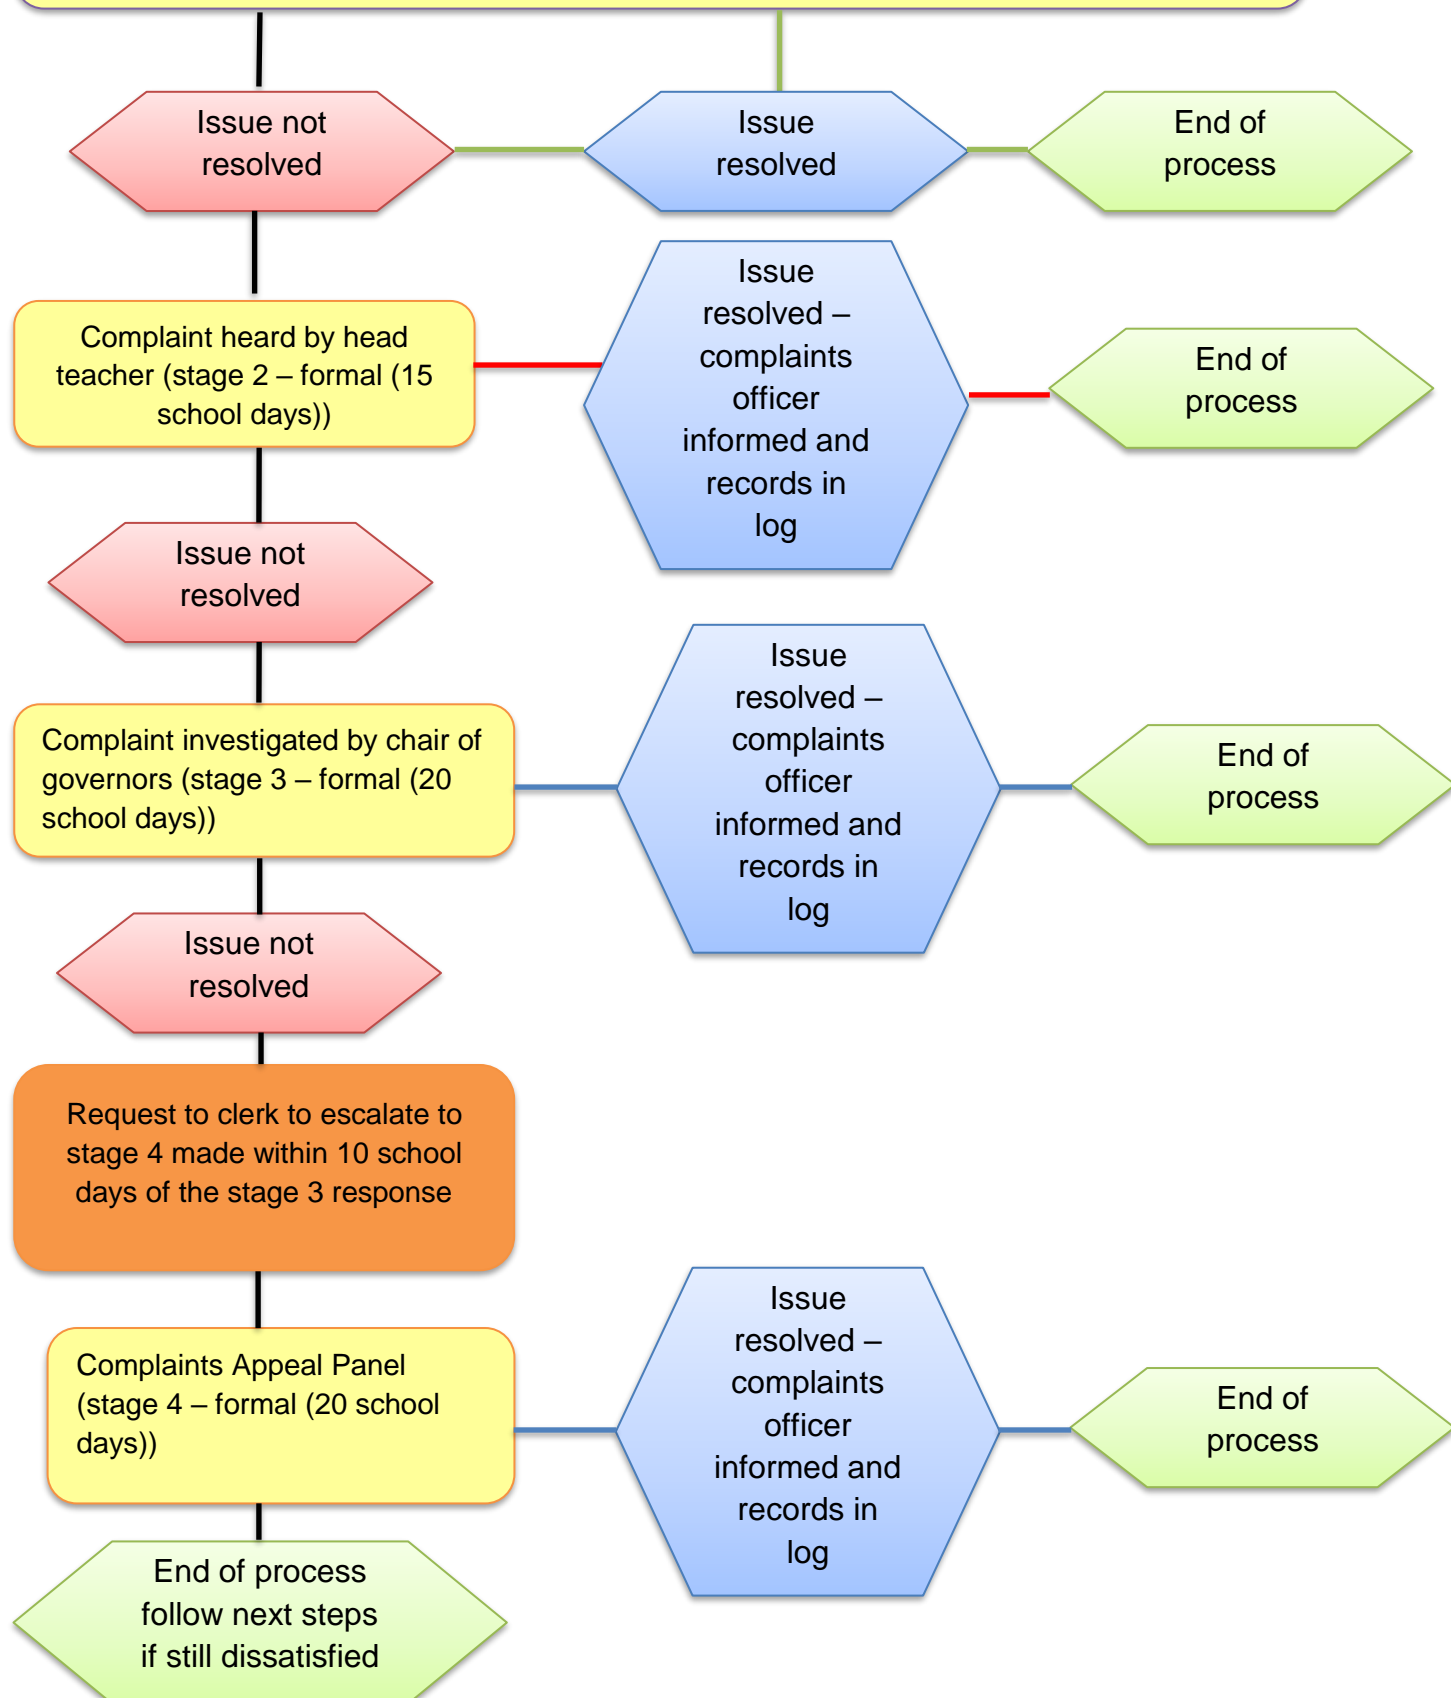 Issue not
resolved
Issue
resolved
End of
process
Complaint heard by head
teacher (stage 2 – formal (15
school days))
Issue
resolved –
complaints
officer
informed and
records in
log
End of
process
Issue not
resolved
Complaint investigated by chair of
governors (stage 3 – formal (20
school days))
Issue
resolved –
complaints
officer
informed and
records in
log
End of
process
Issue not
resolved
Request to clerk to escalate to
stage 4 made within 10 school
days of the stage 3 response
Complaints Appeal Panel
(stage 4 – formal (20 school
days))
Issue
resolved –
complaints
officer
informed and
records in
log
End of
process
End of process
follow next steps
if still dissatisfied